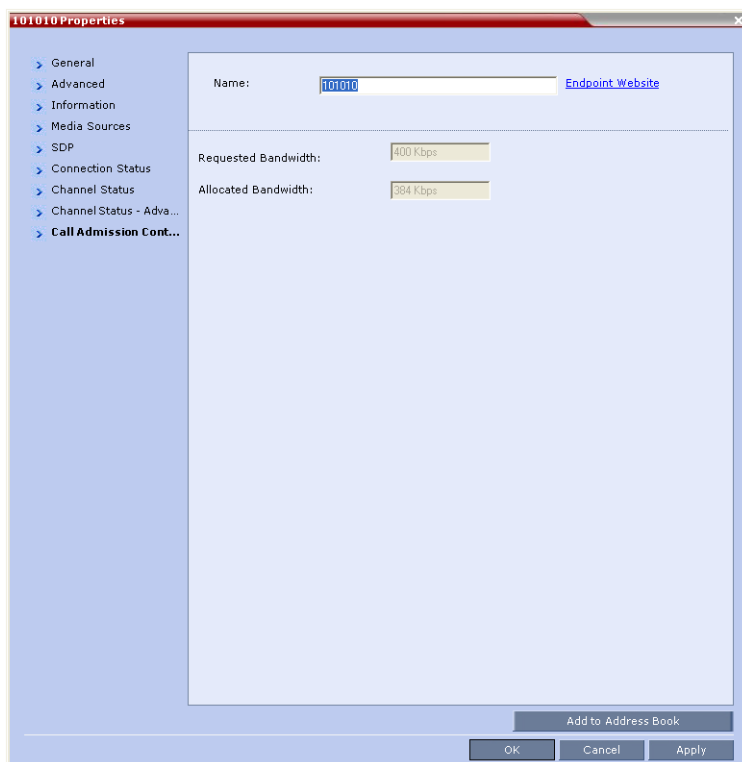 101010 Properties
General
Advanced
Information
Media Sources
SDP
Connection Status
Channel Status
Channel Status - Adva...
Call Admission Cont...
Name: 101010 Endpoint Website
Requested Bandwidth: 400 Kbps
Allocated Bandwidth: 384 Kbps
Add to Address Book
OK Cancel Apply